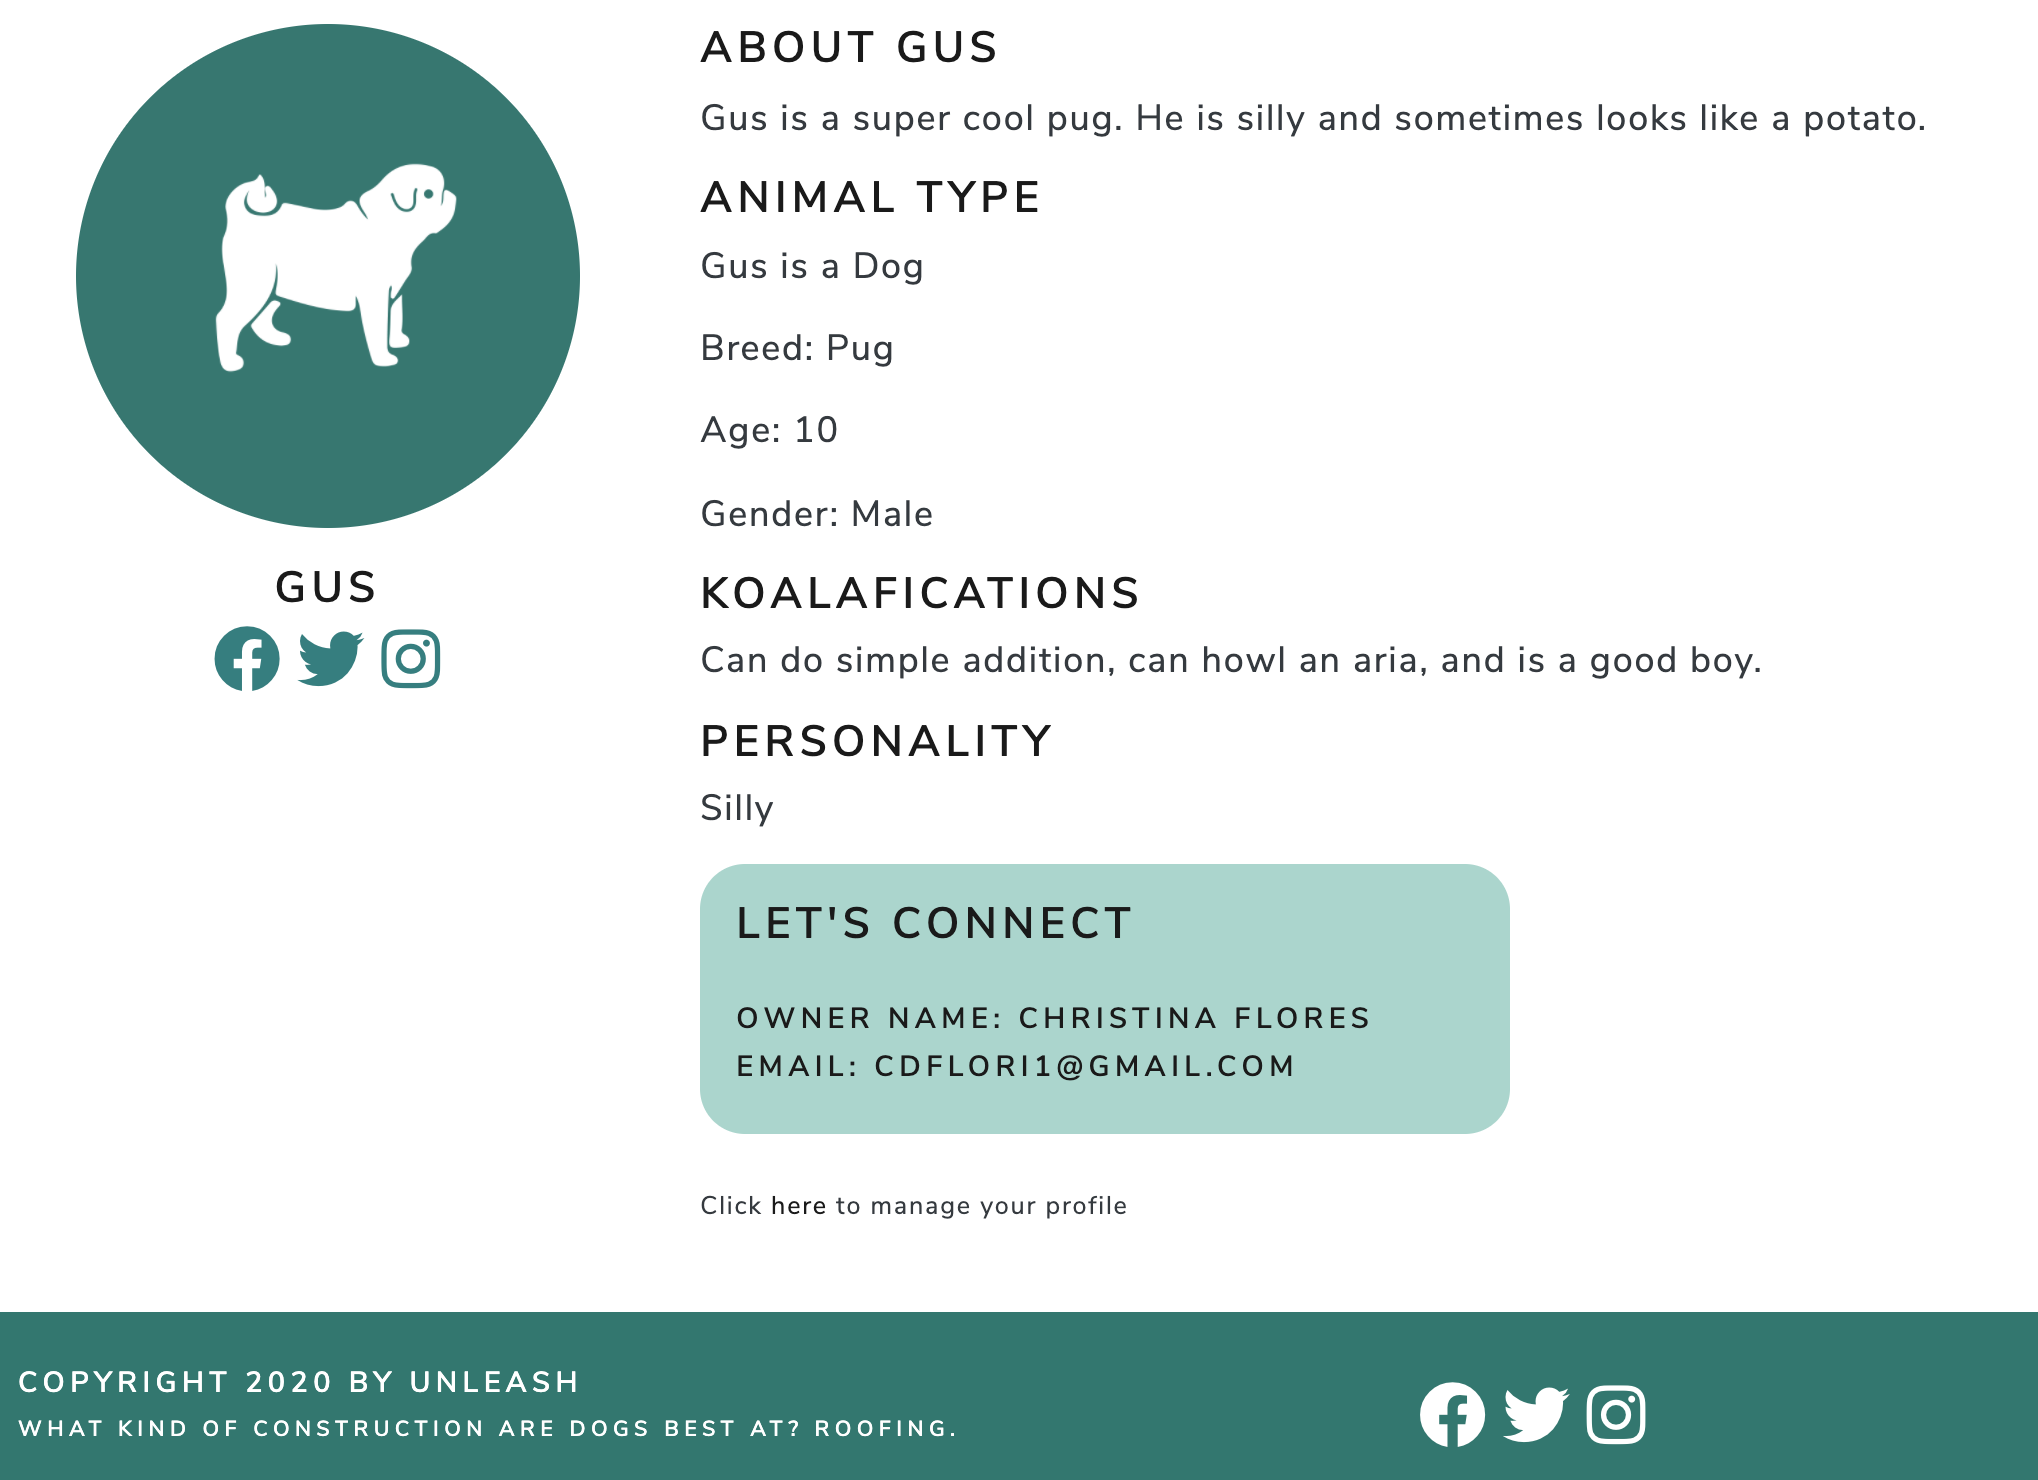 ABOUT GUS
Gus is a super cool pug. He is silly and sometimes looks like a potato.
ANIMAL TYPE
Gus is a Dog
Breed: Pug
Age: 10
Gender: Male
GUS
KOALAFICATIONS
Can do simple addition, can howl an aria, and is a good boy.
PERSONALITY
Silly
LET'S CONNECT
OWNER NAME: CHRISTINA FLORES
EMAIL: CDFLORI1@GMAIL.COM
Click here to manage your profile
COPYRIGHT 2020 BY UNLEASH
WHAT KIND OF CONSTRUCTION ARE DOGS BEST AT? ROOFING.